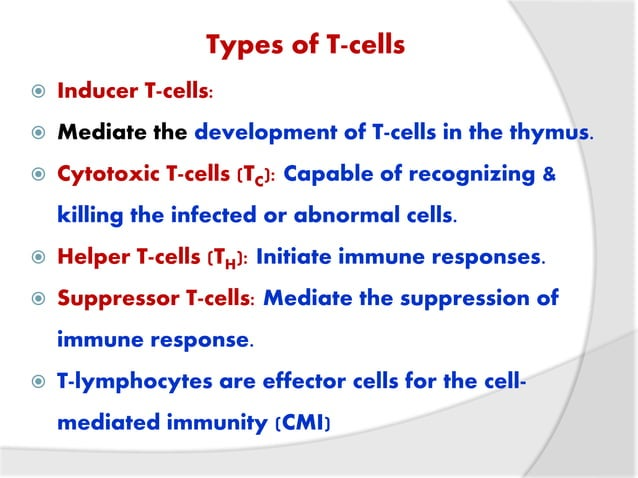 Types of T-cells
Inducer T-cells:
Mediate the development of T-cells in the thymus.
Cytotoxic T-cells (TC): Capable of recognizing &
killing the infected or abnormal cells.
Helper T-cells (TH): Initiate immune responses.
Suppressor T-cells: Mediate the suppression of
immune response.
T-lymphocytes are effector cells for the cell-
mediated immunity (CMI)